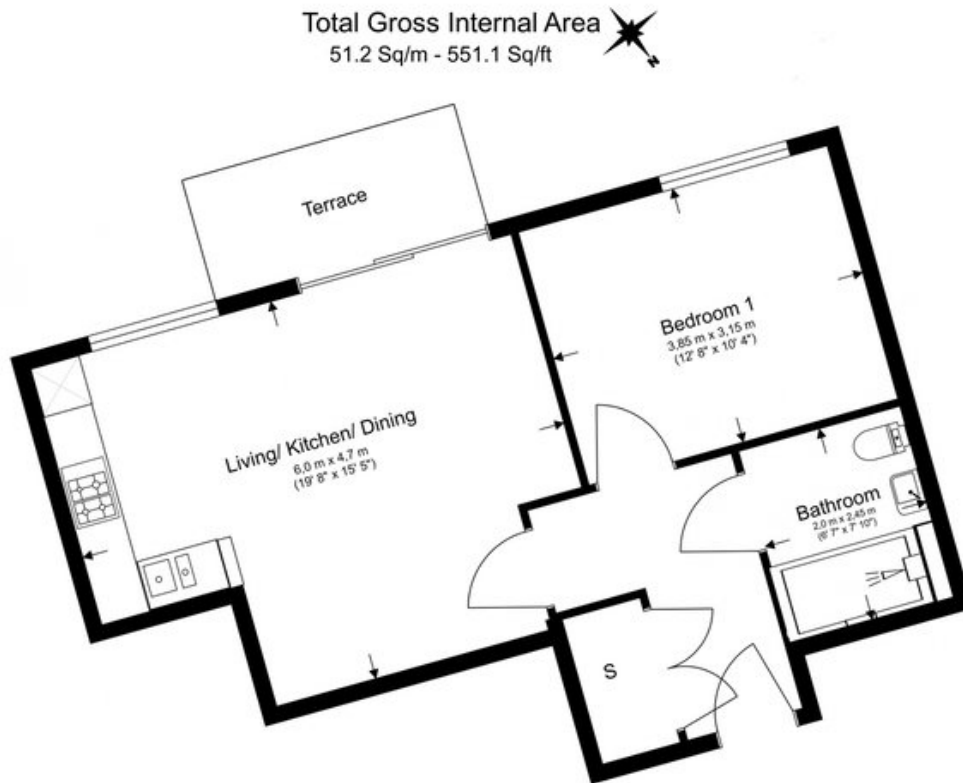 Total Gross Internal Area
51.2 Sq/m - 551.1 Sq/ft
N
Terrace
Bedroom 1
3,85 m x 3,15 m
(12' 8" x 10' 4")
Living/ Kitchen/ Dining
6,0 m x 4,7 m
(19' 8" x 15' 5")
Bathroom
2,0 m x 2,45 m
(6' 7" x 7' 10")
S